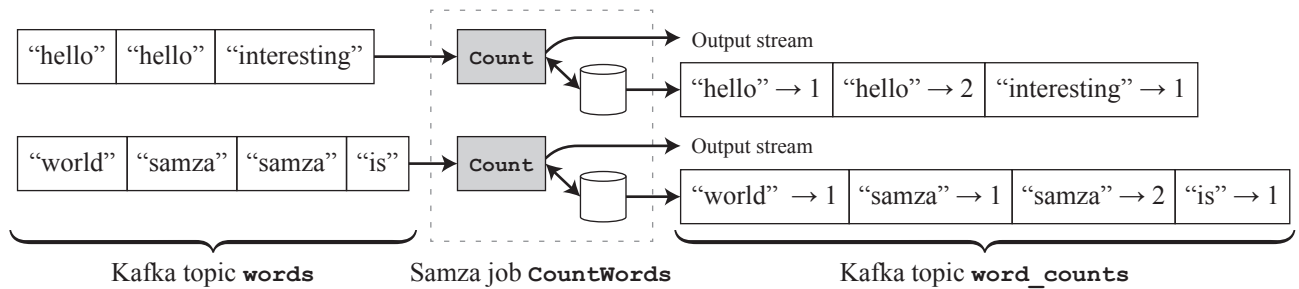 “hello” “hello” “interesting” Count Output stream
“hello” → 1 “hello” → 2 “interesting” → 1
“world” “samza” “samza” “is” Count Output stream
“world” → 1 “samza” → 1 “samza” → 2 “is” → 1
Kafka topic words Samza job CountWords Kafka topic word_counts